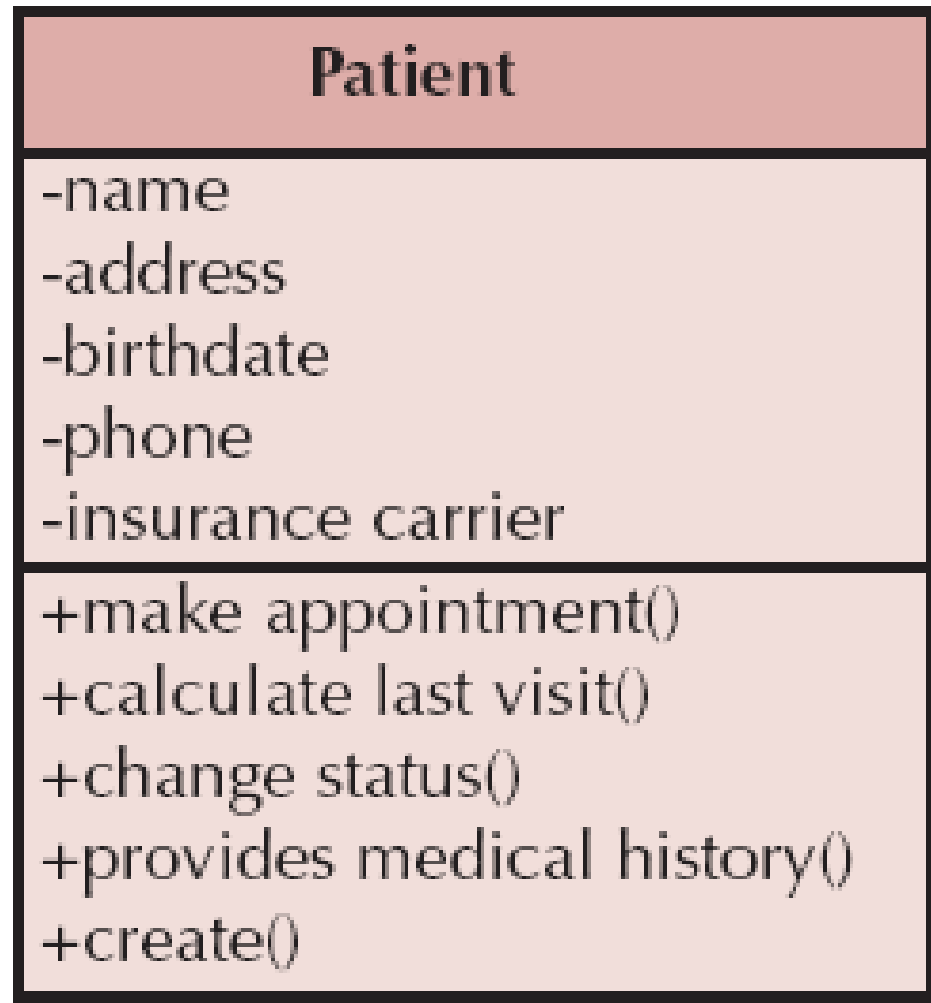 Patient
-name
-address
-birthdate
-phone
-insurance carrier
+make appointment()
+calculate last visit()
+change status()
+provides medical history()
+create()